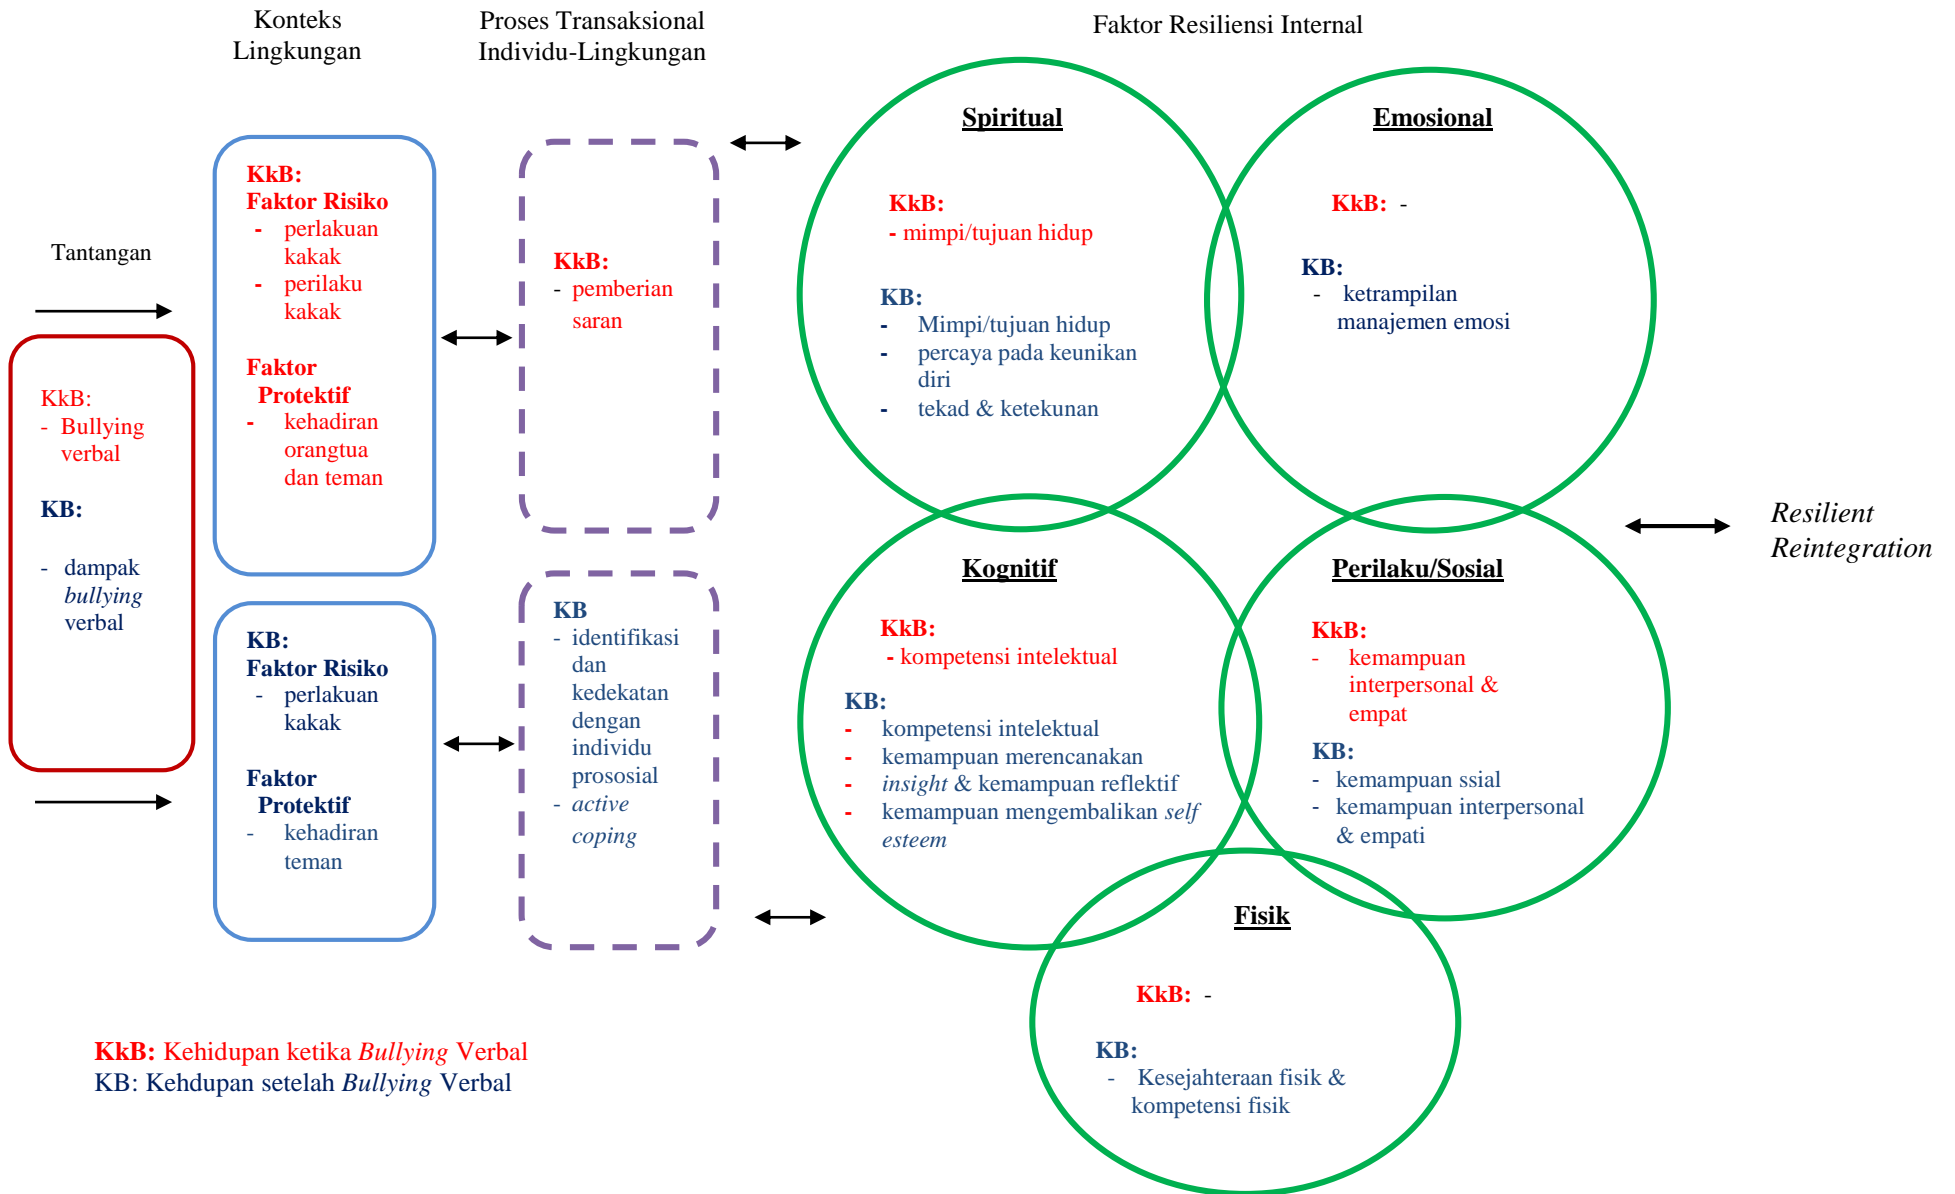 Konteks
Lingkungan
Proses Transaksional
Individu-Lingkungan
Faktor Resiliensi Internal
Tantangan
KkB:
- Bullying
verbal
KB:
- dampak
bullying
verbal
KkB:
Faktor Risiko
- perlakuan
kakak
- perilaku
kakak
Faktor
Protektif
- kehadiran
orangtua
dan teman
KB:
Faktor Risiko
- perlakuan
kakak
Faktor
Protektif
- kehadiran
teman
KkB:
- pemberian
saran
KB
- identifikasi
dan
kedekatan
dengan
individu
prososial
- active
coping
Spiritual
KkB:
- mimpi/tujuan hidup
KB:
- Mimpi/tujuan hidup
- percaya pada keunikan
diri
- tekad & ketekunan
Emosional
KkB: -
KB:
- ketrampilan
manajemen emosi
Kognitif
KkB:
- kompetensi intelektual
KB:
- kompetensi intelektual
- kemampuan merencanakan
- insight & kemampuan reflektif
- kemampuan mengembalikan self
esteem
Perilaku/Sosial
KkB:
- kemampuan
interpersonal &
empat
KB:
- kemampuan ssial
- kemampuan interpersonal
& empati
Fisik
KkB: -
KB:
- Kesejahteraan fisik &
kompetensi fisik
Resilient
Reintegration
KkB: Kehidupan ketika Bullying Verbal
KB: Kehdupan setelah Bullying Verbal